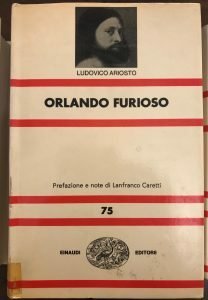 LUDOVICO ARIOSTO
ORLANDO FURIOSO
Prefazione e note di Lanfranco Caretti
75
EINAUDI EDITORE